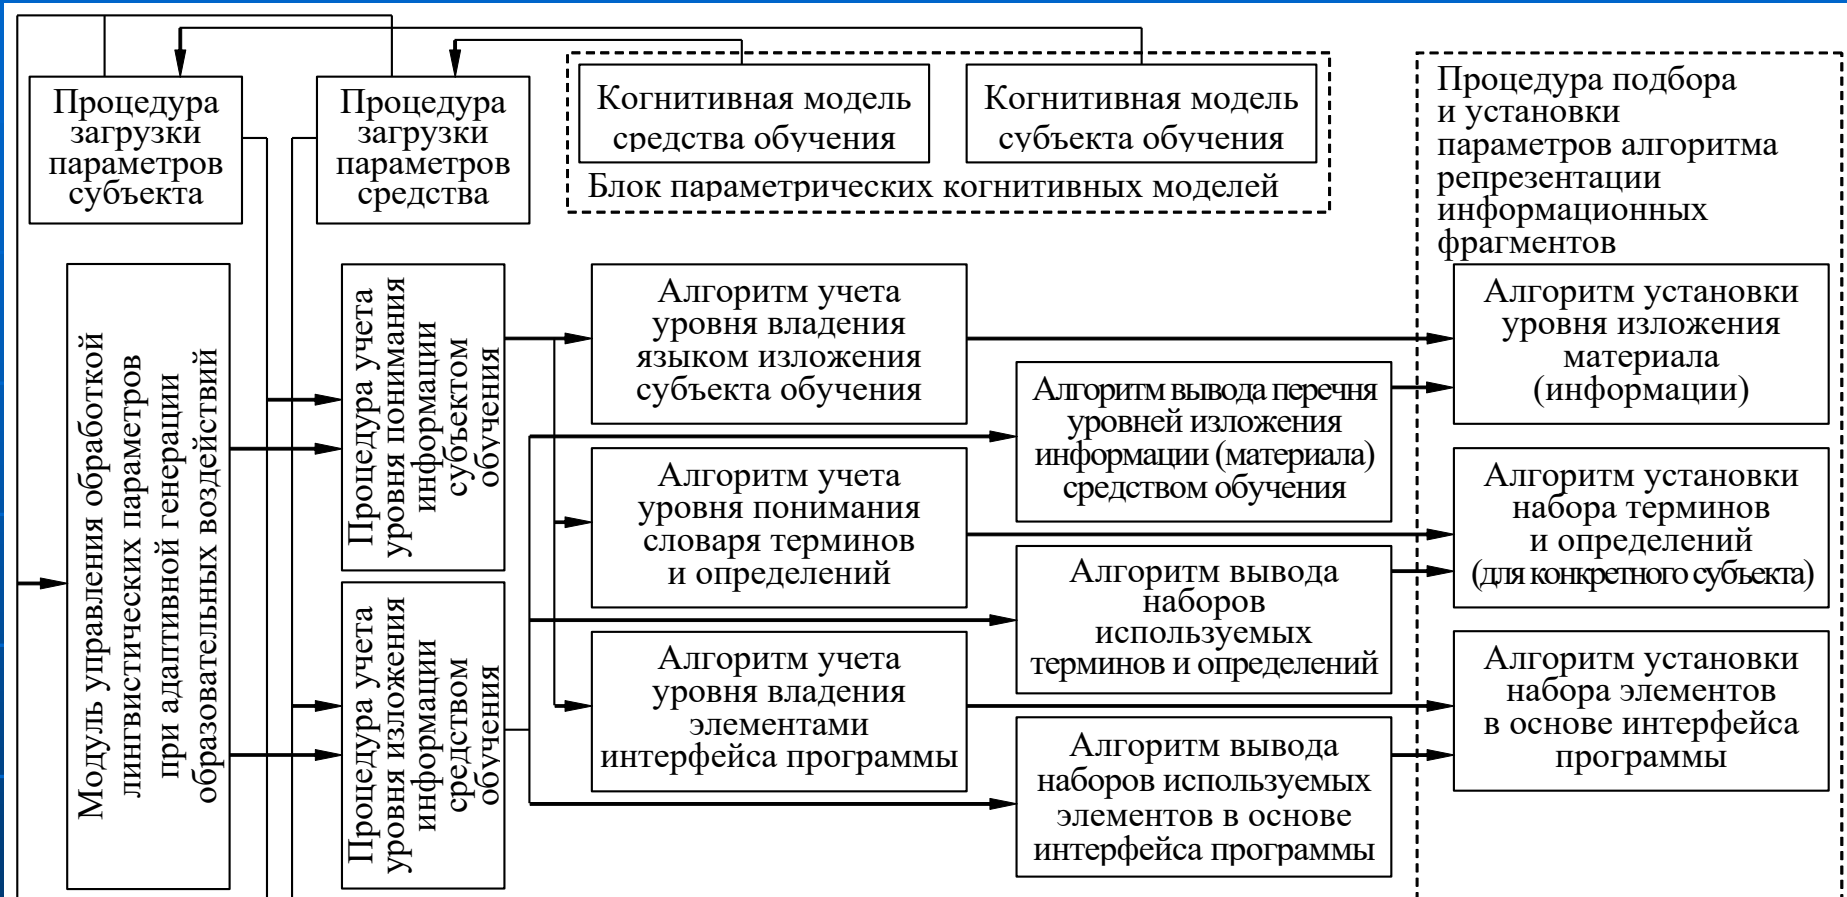 Процедура
загрузки
параметров
субъекта
Процедура
загрузки
параметров
средства
Когнитивная модель
средства обучения
Когнитивная модель
субъекта обучения
Блок параметрических когнитивных моделей
Процедура подбора
и установки
параметров алгоритма
репрезентации
информационных
фрагментов
Модуль управления обработкой
лингвистических параметров
при адаптивной генерации
образовательных воздействий
Процедура учета
уровня понимания
информации
субъектом
обучения
Процедура учета
уровня изложения
информации
средством
обучения
Алгоритм учета
уровня владения
языком изложения
субъекта обучения
Алгоритм учета
уровня понимания
словаря терминов
и определений
Алгоритм учета
уровня владения
элементами
интерфейса программы
Алгоритм вывода перечня
уровней изложения
информации (материала)
средством обучения
Алгоритм вывода
наборов
используемых
терминов и определений
Алгоритм вывода
наборов используемых
элементов в основе
интерфейса программы
Алгоритм установки
уровня изложения
материала
(информации)
Алгоритм установки
набора терминов
и определений
(для конкретного субъекта)
Алгоритм установки
набора элементов
в основе интерфейса
программы